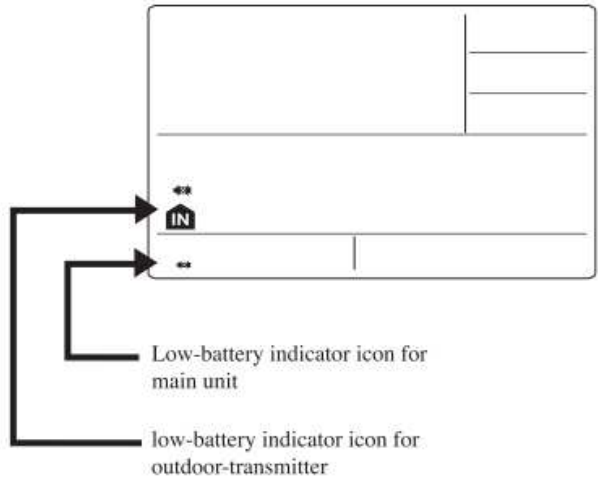 IN
Low-battery indicator icon for
main unit
low-battery indicator icon for
outdoor-transmitter